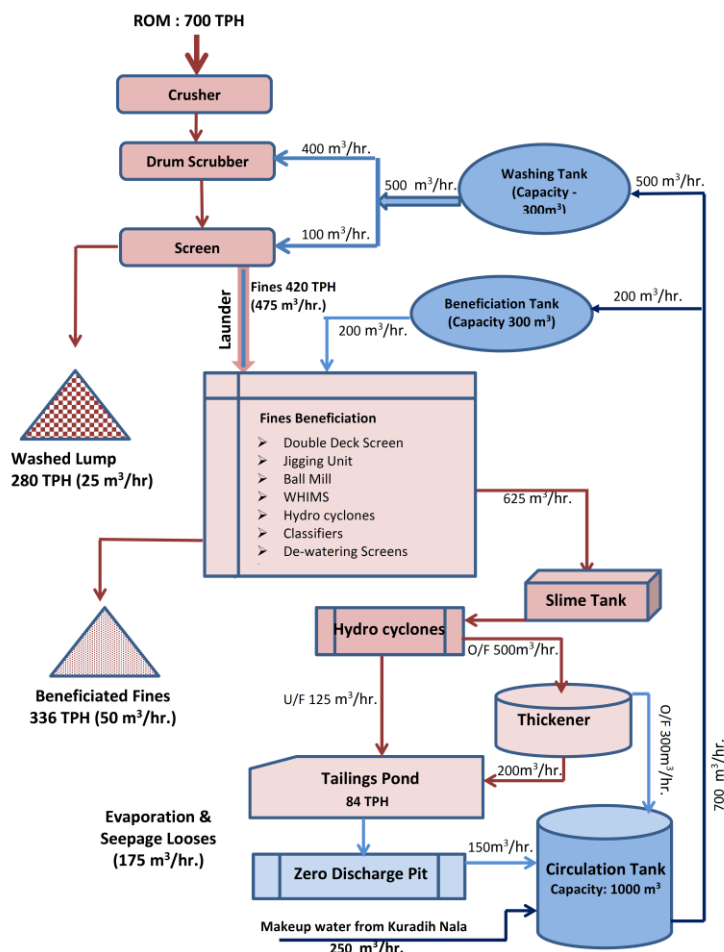 ROM : 700 TPH
Crusher
Drum Scrubber
400 m³/hr.
500 m³/hr.
Washing Tank
(Capacity -
300m³)
500 m³/hr.
100 m³/hr.
Screen
Launder
Fines 420 TPH
(475 m³/hr.)
Beneficiation Tank
(Capacity 300 m³)
200 m³/hr.
200 m³/hr.
Washed Lump
280 TPH (25 m³/hr)
Fines Beneficiation
➢ Double Deck Screen
➢ Jigging Unit
➢ Ball Mill
➢ WHIMS
➢ Hydro cyclones
➢ Classifiers
➢ De-watering Screens
625 m³/hr.
Slime Tank
Hydro cyclones
O/F 500m³/hr.
Beneficiated Fines
336 TPH (50 m³/hr.)
U/F 125 m³/hr.
Thickener
O/F 300m³/hr.
700 m³/hr.
200m³/hr.
Tailings Pond
84 TPH
Evaporation &
Seepage Looses
(175 m³/hr.)
Zero Discharge Pit
150m³/hr.
Circulation Tank
Capacity: 1000 m³
Makeup water from Kuradih Nala
250 m³/hr.